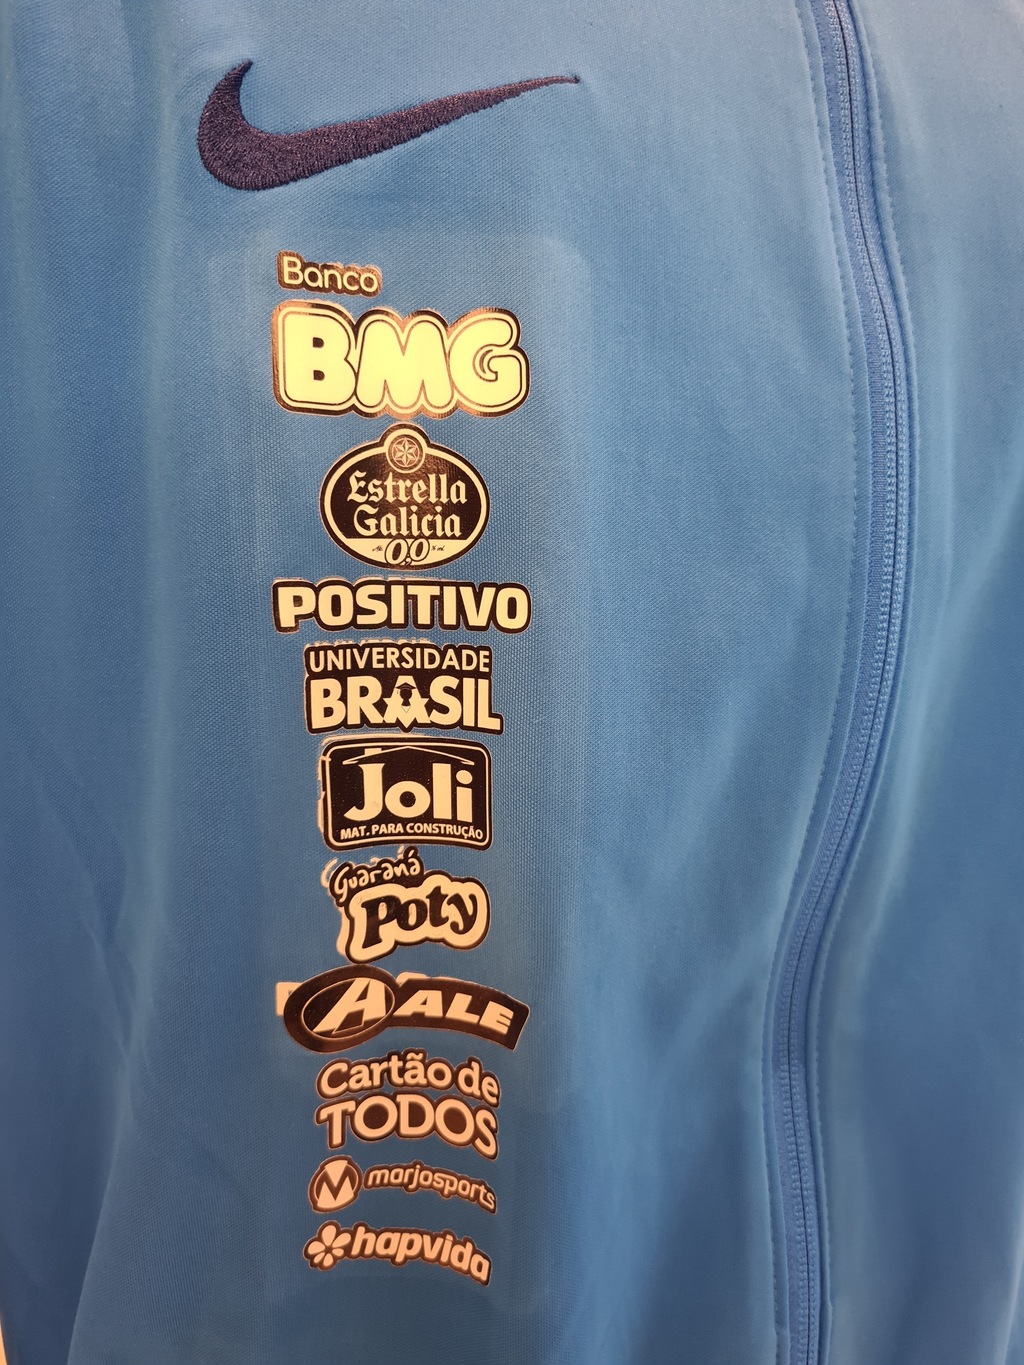 Banco
BMG
Estrella
Galicia
0,0
POSITIVO
UNIVERSIDADE
BRASIL
Joli
MAT. PARA CONSTRUÇÃO
Guaraná
Poty
A ALE
Cartão de
TODOS
M marjosports
hapvida